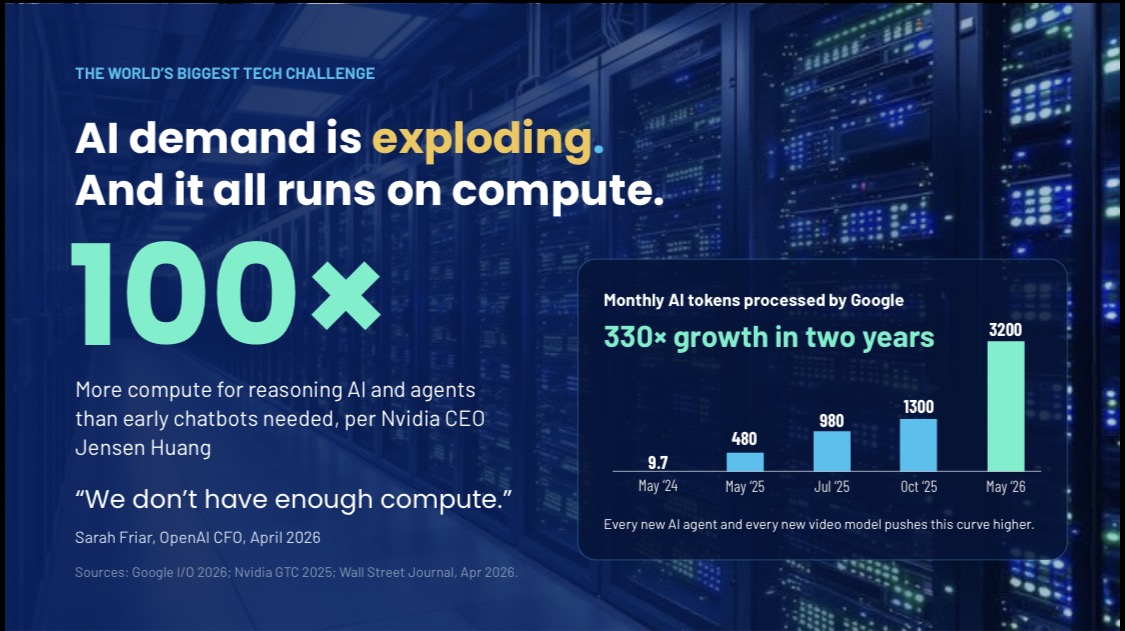 THE WORLD'S BIGGEST TECH CHALLENGE
AI demand is exploding.
And it all runs on compute.
100×
More compute for reasoning AI and agents
than early chatbots needed, per Nvidia CEO
Jensen Huang
“We don't have enough compute.”
Sarah Friar, OpenAI CFO, April 2026
Sources: Google I/O 2026; Nvidia GTC 2025; Wall Street Journal, Apr 2026.
Monthly AI tokens processed by Google
330× growth in two years
9.7
480
980
1300
3200
May ‘24
May ‘25
Jul ‘25
Oct ‘25
May ‘26
Every new AI agent and every new video model pushes this curve higher.